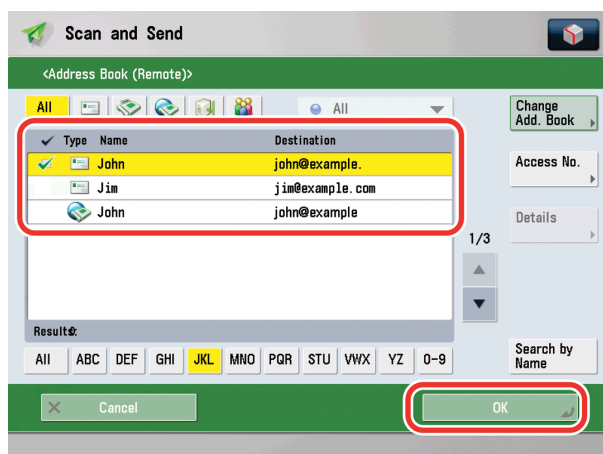 Scan and Send
<Address Book (Remote)>
All
All
Change Add. Book
Type Name Destination
John john@example.
Jim jim@example.com
John john@example
Access No.
Details
1/3
Results:
All ABC DEF GHI JKL MNO PQR STU VWX YZ 0-9
Search by Name
Cancel
OK